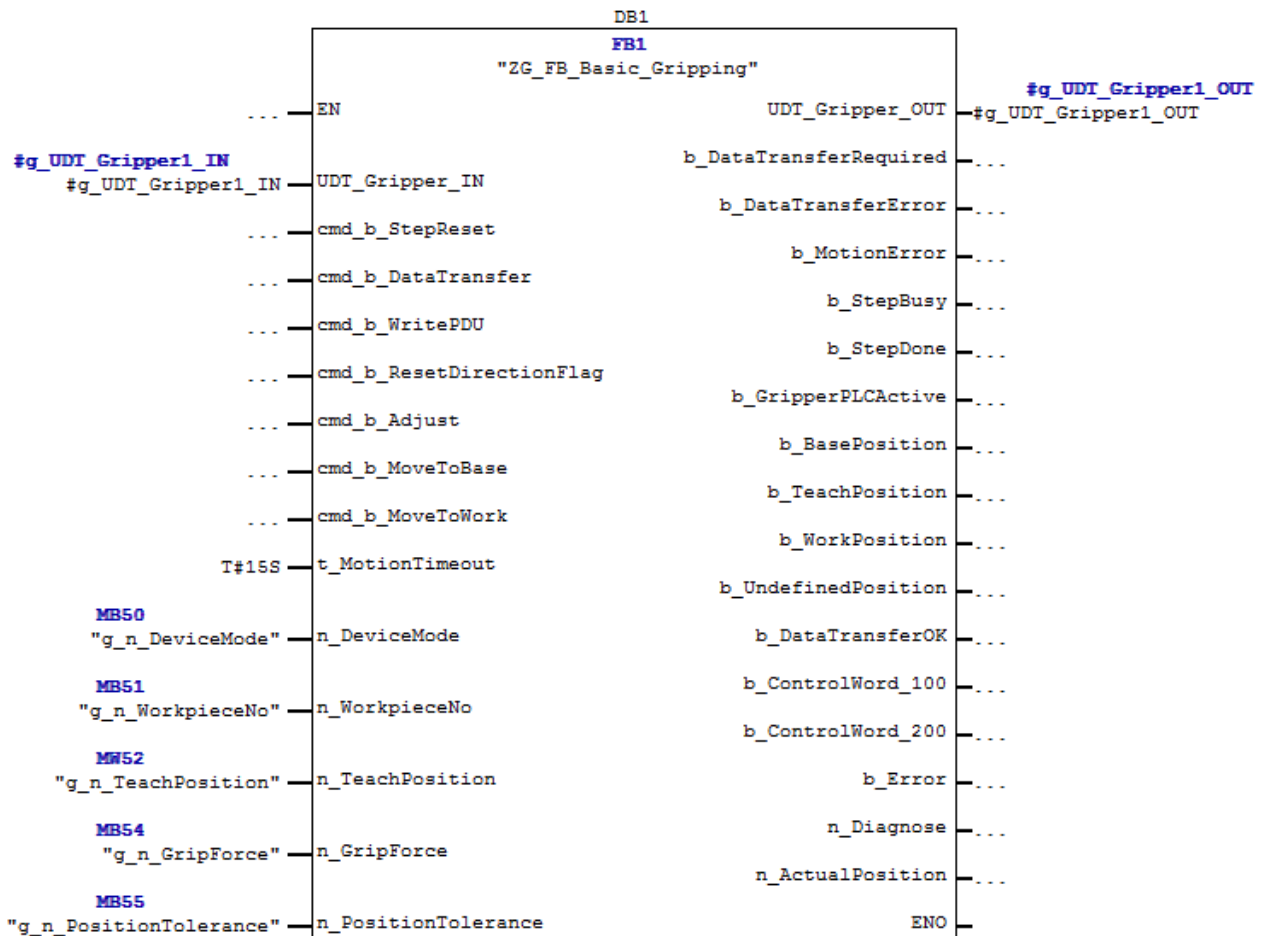 DB1
FB1
"ZG_FB_Basic_Gripping"
... EN
UDT_Gripper_OUT
#g_UDT_Gripper1_OUT
#g_UDT_Gripper1_OUT
b_DataTransferRequired ...
#g_UDT_Gripper1_IN
#g_UDT_Gripper1_IN UDT_Gripper_IN
b_DataTransferError ...
... cmd_b_StepReset
b_MotionError ...
... cmd_b_DataTransfer
b_StepBusy ...
... cmd_b_WritePDU
b_StepDone ...
... cmd_b_ResetDirectionFlag
b_GripperPLCActive ...
... cmd_b_Adjust
b_BasePosition ...
... cmd_b_MoveToBase
b_TeachPosition ...
... cmd_b_MoveToWork
b_WorkPosition ...
T#15S t_MotionTimeout
b_UndefinedPosition ...
MB50
"g_n_DeviceMode" n_DeviceMode
b_DataTransferOK ...
b_ControlWord_100 ...
MB51
"g_n_WorkpieceNo" n_WorkpieceNo
b_ControlWord_200 ...
MW52
"g_n_TeachPosition" n_TeachPosition
b_Error ...
n_Diagnose ...
MB54
"g_n_GripForce" n_GripForce
n_ActualPosition ...
MB55
"g_n_PositionTolerance" n_PositionTolerance
ENO